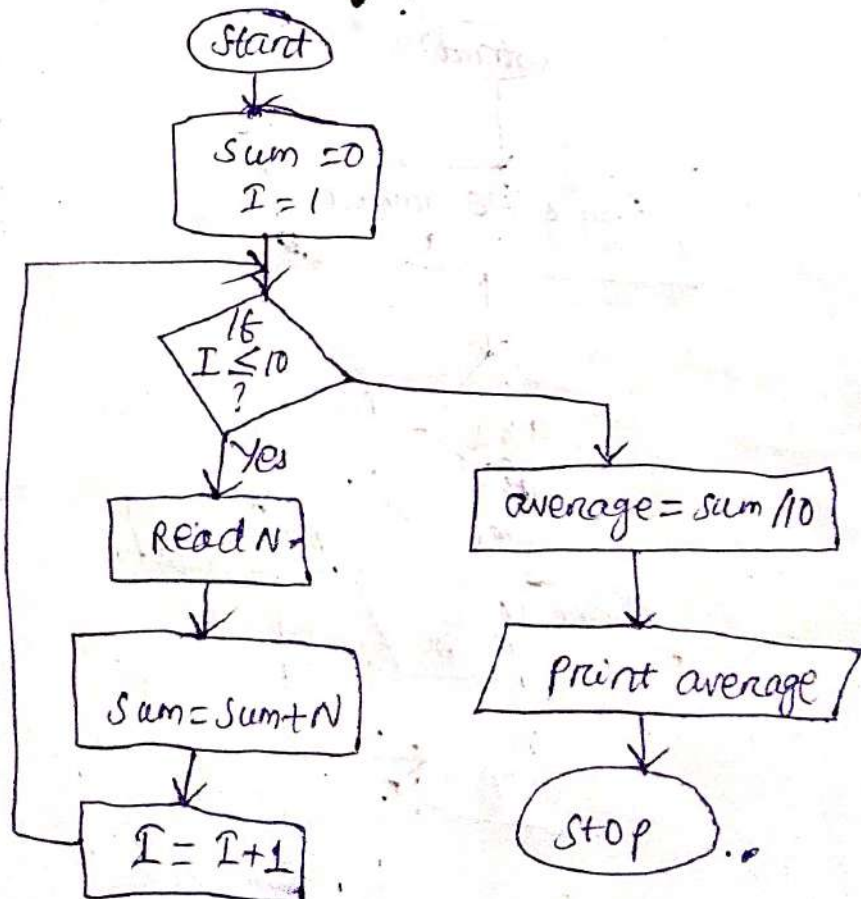 Start
Sum = 0
I = 1
If
I ≤ 10
?
Yes
Read N
Sum = Sum + N
I = I + 1
average = sum / 10
Print average
Stop